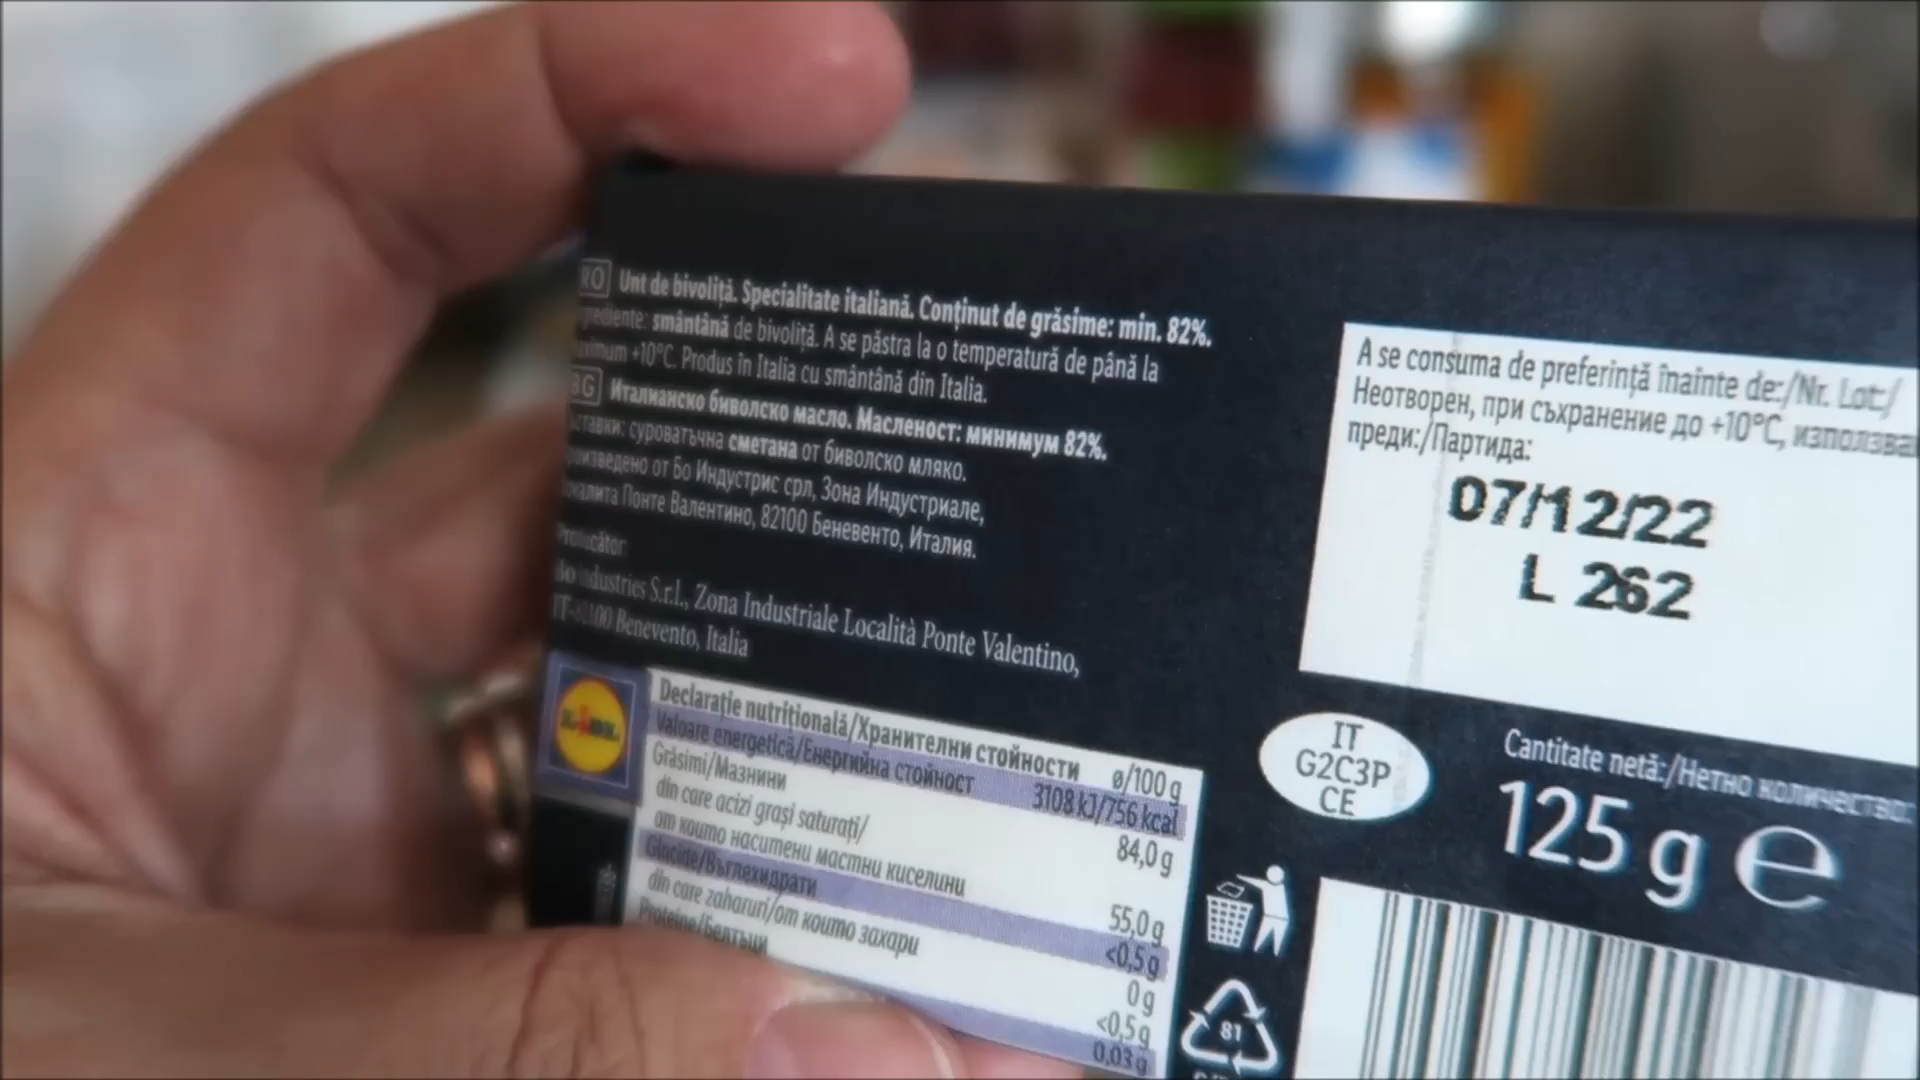 RO Unt de bivoliță. Specialitate italiană. Conținut de grăsime: min. 82%.
smântână de bivoliță. A se păstra la o temperatură de până la
+10°C. Produs în Italia cu smântână din Italia.
BG Италианско биволско масло. Масленост: минимум 82%.
суроватъчна сметана от биволско мляко.
от Бо Индустрис срл, Зона Индустриале,
Понте Валентино, 82100 Беневенто, Италия.
S.r.l., Zona Industriale Località Ponte Valentino,
Benevento, Italia
LiDL
Declarație nutrițională/Хранителни стойности ø/100 g
Valoare energetică/Енергийна стойност 3108 kJ/756 kcal
Grăsimi/Мазнини 84,0 g
din care acizi grași saturați/
от които наситени мастни киселини 55,0 g
Glucide/Въглехидрати <0,5 g
din care zaharuri/от които захари 0 g
Proteine/Белтъци <0,5 g
0,03 g
A se consuma de preferință înainte de:/Nr. Lot:/
Неотворен, при съхранение до +10°C,
преди:/Партида:
07/12/22
L 262
IT
G2C3P
CE
Cantitate netă:/Нетно количество:
125 g e
81